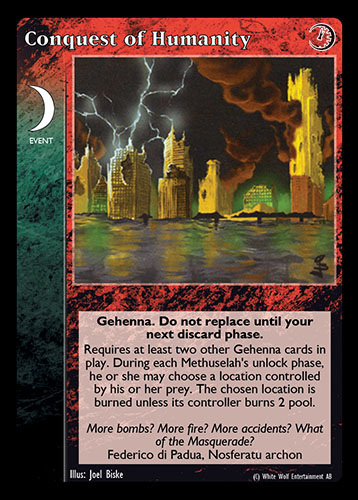 Conquest of Humanity
EVENT
Gehenna. Do not replace until your
next discard phase.
Requires at least two other Gehenna cards in
play. During each Methuselah's unlock phase,
he or she may choose a location controlled
by his or her prey. The chosen location is
burned unless its controller burns 2 pool.
More bombs? More fire? More accidents? What
of the Masquerade?
Federico di Padua, Nosferatu archon
Illus: Joel Biske
(C) White Wolf Entertainment AB